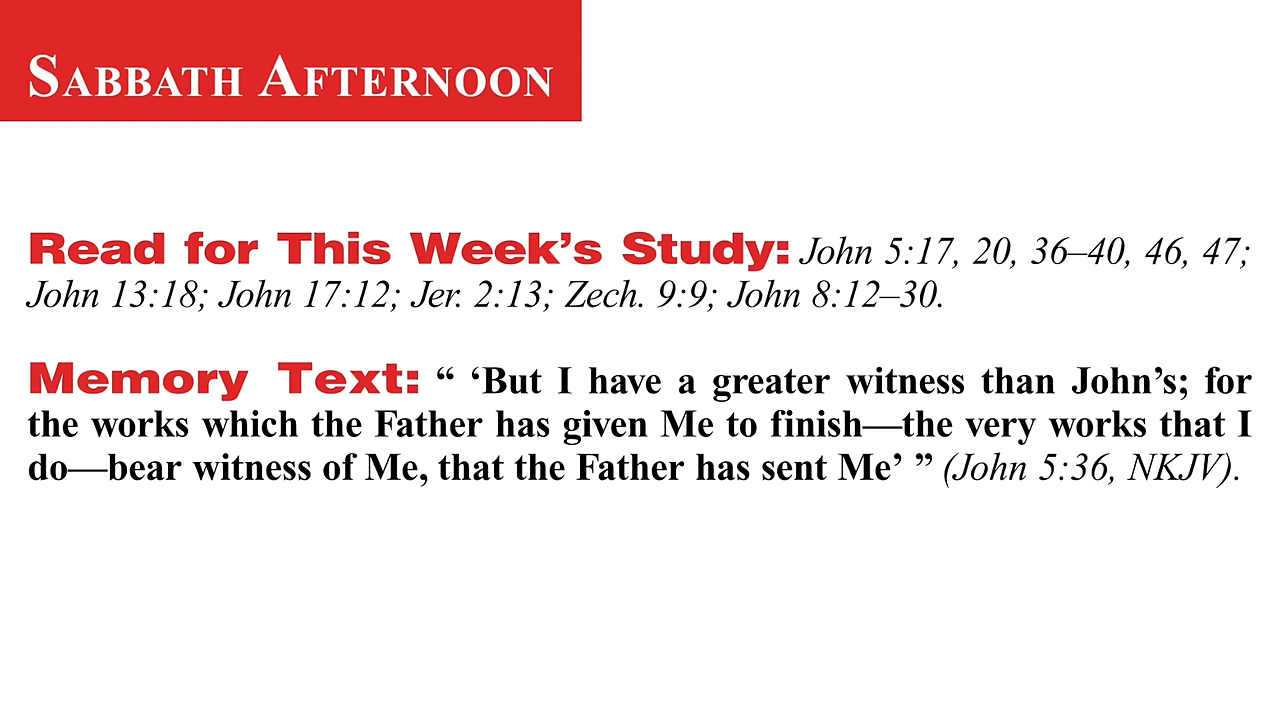 Sabbath Afternoon
Read for This Week’s Study: John 5:17, 20, 36–40, 46, 47;
John 13:18; John 17:12; Jer. 2:13; Zech. 9:9; John 8:12–30.
Memory Text: “ ‘But I have a greater witness than John’s; for
the works which the Father has given Me to finish—the very works that I
do—bear witness of Me, that the Father has sent Me’ ” (John 5:36, NKJV).